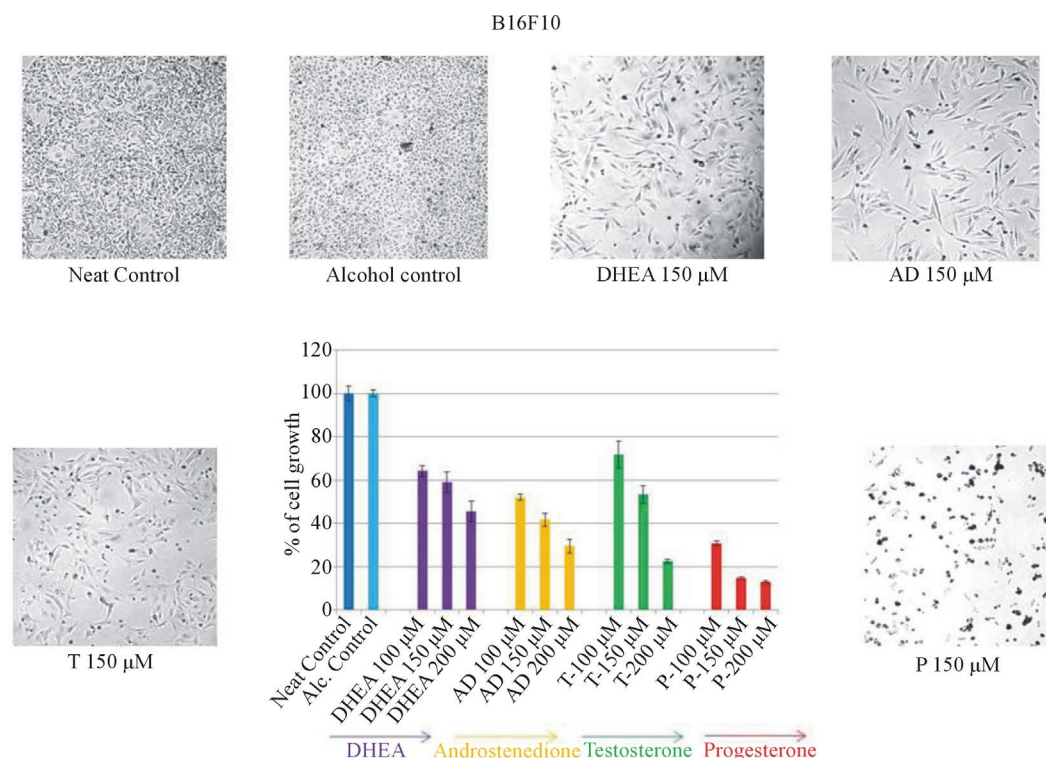 B16F10
Neat Control
Alcohol control
DHEA 150 μM
AD 150 μM
T 150 μM
% of cell growth
120
100
80
60
40
20
0
Neat Control
Alc. Control
DHEA 100 μM
DHEA 150 μM
DHEA 200 μM
AD 100 μM
AD 150 μM
AD 200 μM
T-100 μM
T-150 μM
T-200 μM
P-100 μM
P-150 μM
P-200 μM
DHEA
Androstenedione
Testosterone
Progesterone
P 150 μM